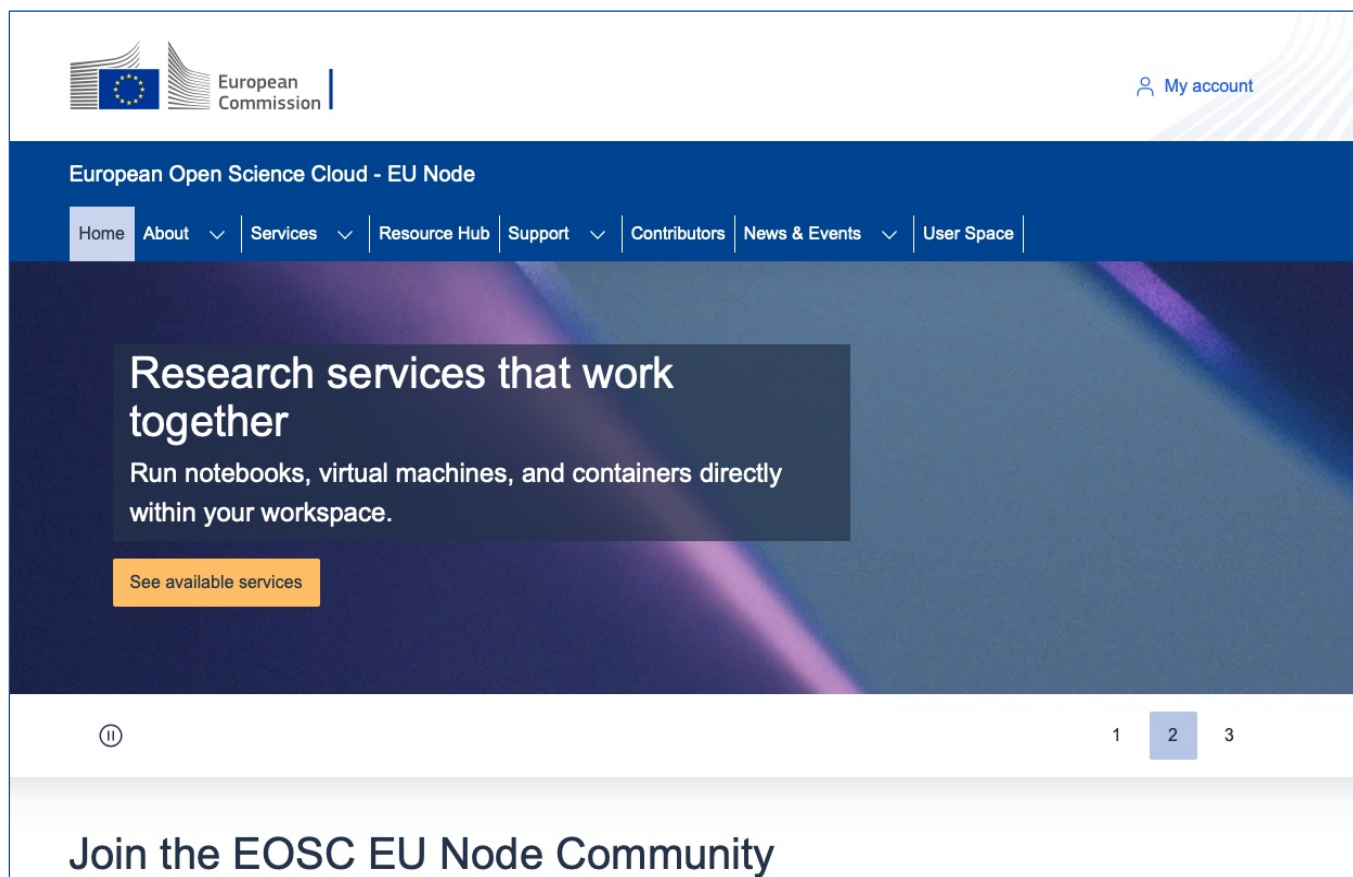 European
Commission
My account
European Open Science Cloud - EU Node
Home About Services Resource Hub Support Contributors News & Events User Space
Research services that work
together
Run notebooks, virtual machines, and containers directly
within your workspace.
See available services
1 2 3
Join the EOSC EU Node Community